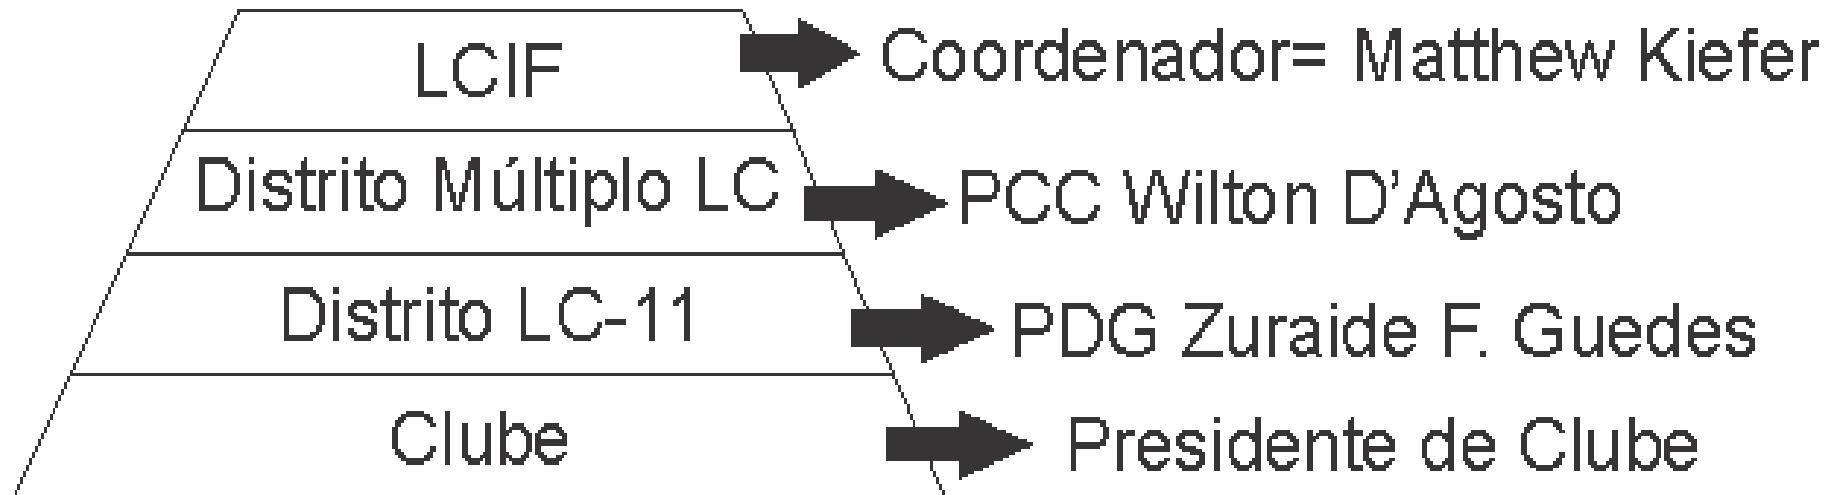 LCIF
Coordenador= Matthew Kiefer
Distrito Múltiplo LC
PCC Wilton D'Agosto
Distrito LC-11
PDG Zuraide F. Guedes
Clube
Presidente de Clube